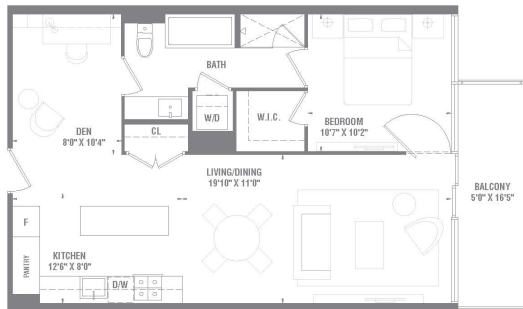 BATH
W/D
W.I.C.
BEDROOM
10'7" X 10'2"
DEN
8'0" X 10'4"
CL
LIVING/DINING
19'10" X 11'0"
BALCONY
5'0" X 16'5"
F
PANTRY
KITCHEN
12'6" X 8'0"
D/W